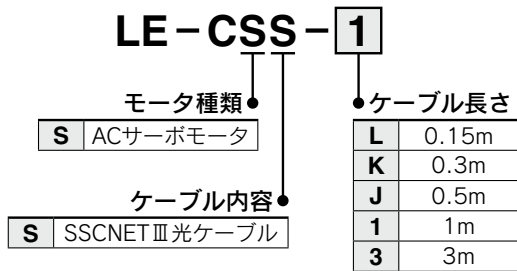 LE-CSS-1
モータ種類
S ACサーボモータ
ケーブル内容
S SSCNETⅢ光ケーブル
ケーブル長さ
L 0.15m
K 0.3m
J 0.5m
1 1m
3 3m